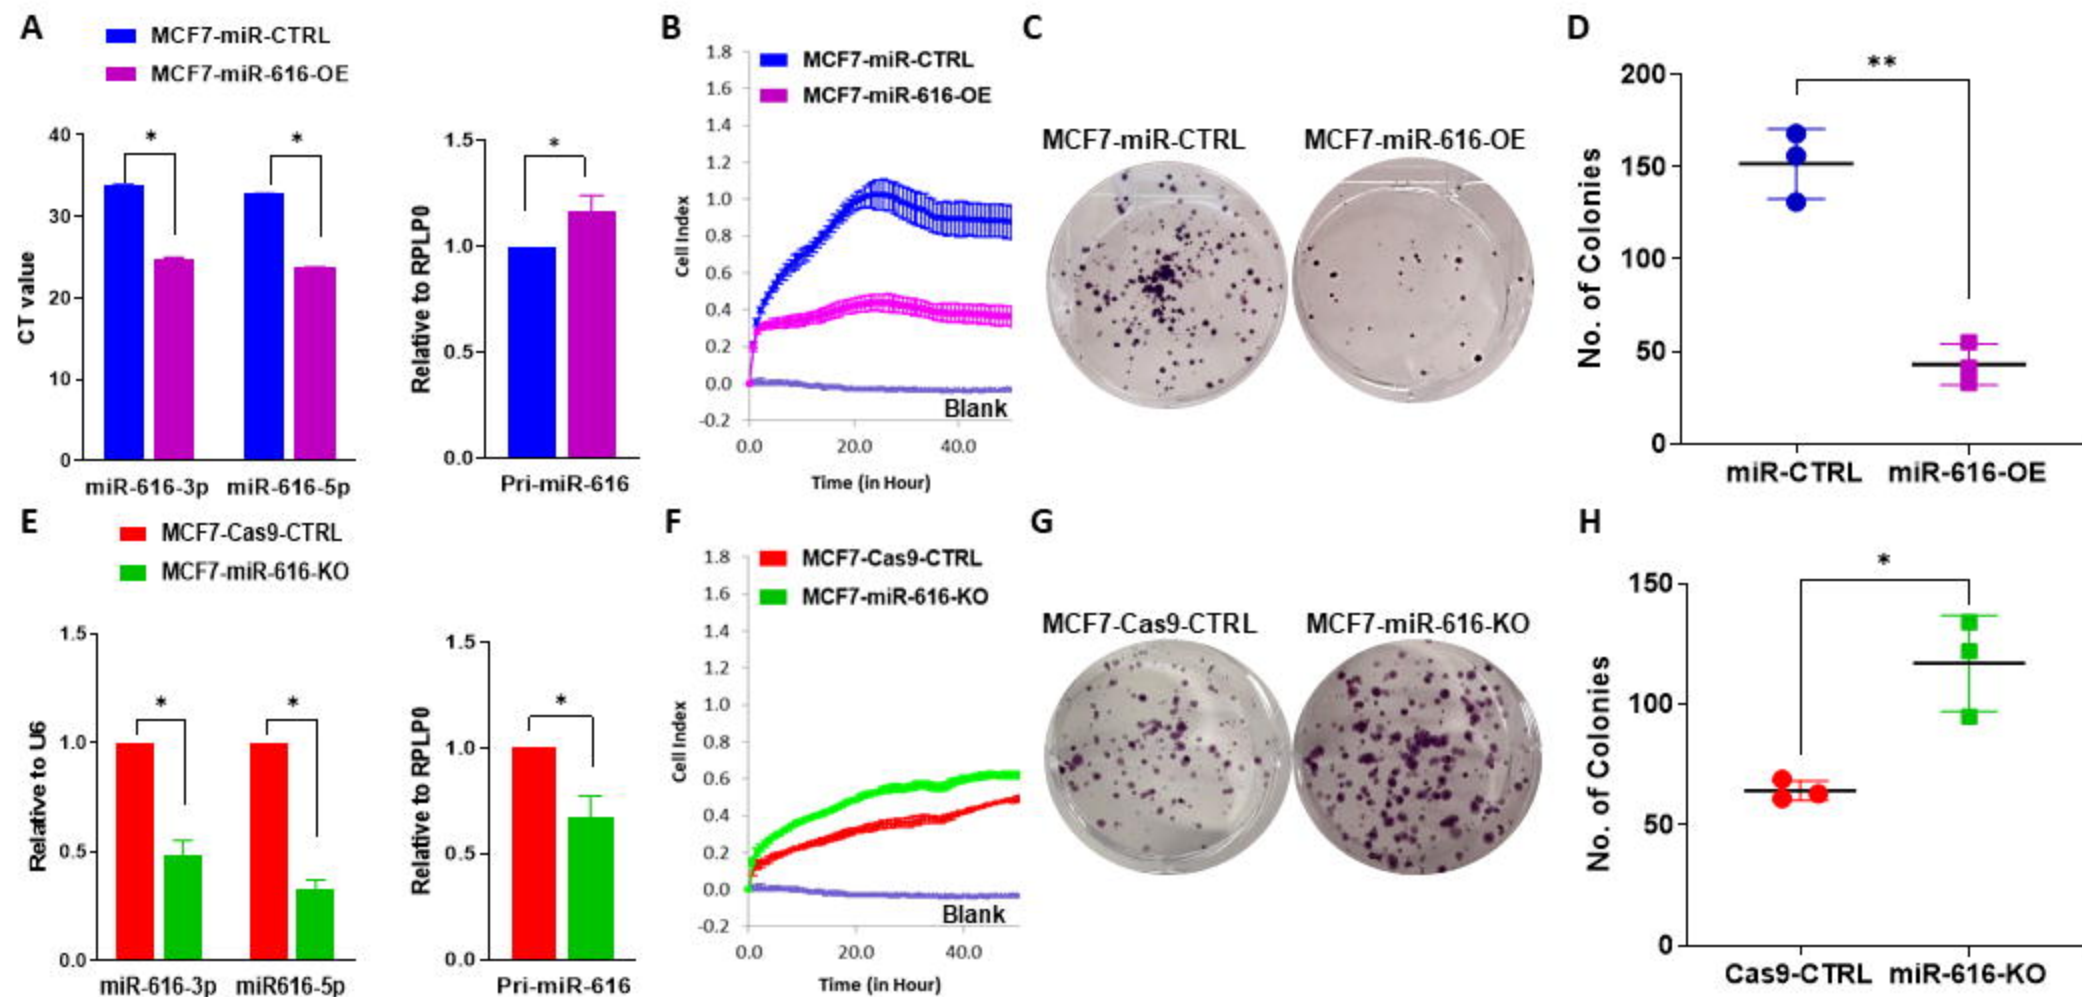 A
MCF7-miR-CTRL
MCF7-miR-616-OE
CT value
40
30
20
10
0
*
*
miR-616-3p
miR-616-5p
Relative to RPLP0
1.5
1.0
0.5
0.0
*
Pri-miR-616
B
MCF7-miR-CTRL
MCF7-miR-616-OE
Cell Index
1.8
1.6
1.4
1.2
1.0
0.8
0.6
0.4
0.2
0.0
-0.2
Blank
0.0
20.0
40.0
Time (in Hour)
C
MCF7-miR-CTRL
MCF7-miR-616-OE
D
No. of Colonies
200
150
100
50
0
**
miR-CTRL
miR-616-OE
E
MCF7-Cas9-CTRL
MCF7-miR-616-KO
Relative to U6
1.5
1.0
0.5
0.0
*
*
miR-616-3p
miR616-5p
Relative to RPLP0
1.5
1.0
0.5
0.0
*
Pri-miR-616
F
MCF7-Cas9-CTRL
MCF7-miR-616-KO
Cell Index
1.8
1.6
1.4
1.2
1.0
0.8
0.6
0.4
0.2
0.0
-0.2
Blank
0.0
20.0
40.0
Time (in Hour)
G
MCF7-Cas9-CTRL
MCF7-miR-616-KO
H
No. of Colonies
150
100
50
0
*
Cas9-CTRL
miR-616-KO